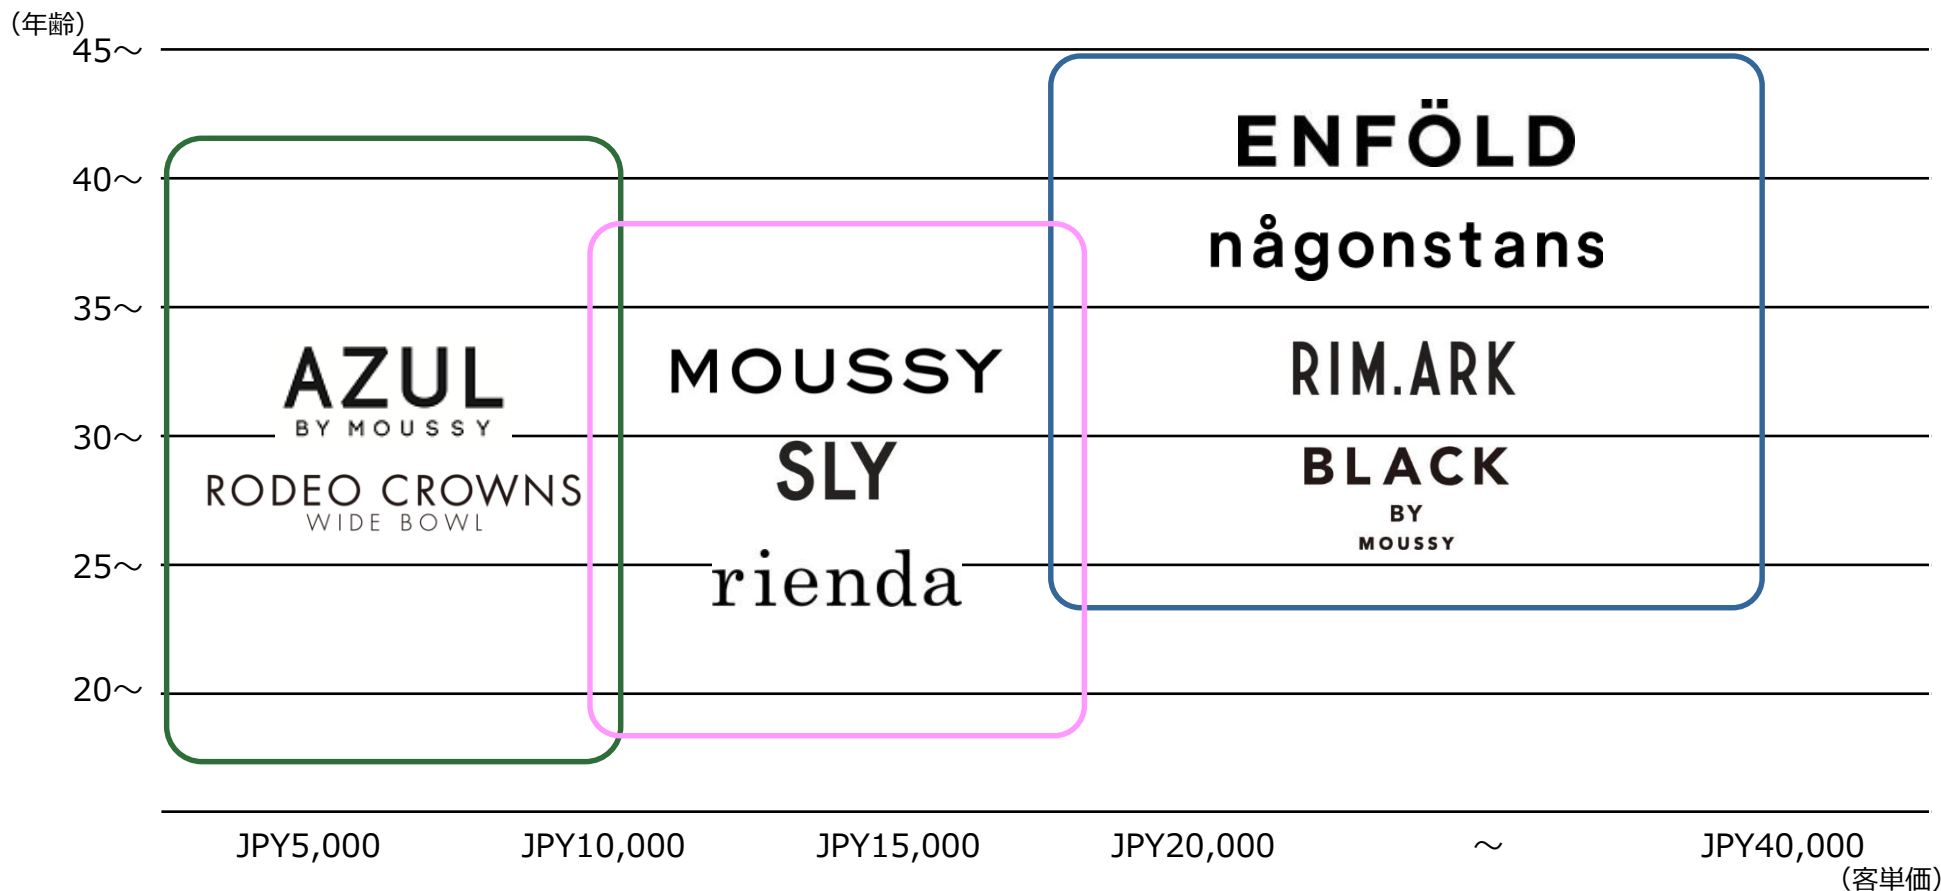 （年齢）
45～
40～
35～
30～
25～
20～
AZUL
BY MOUSSY
RODEO CROWNS
WIDE BOWL
MOUSSY
SLY
rienda
ENFÖLD
någonstans
RIM.ARK
BLACK
BY
MOUSSY
JPY5,000 JPY10,000 JPY15,000 JPY20,000 ～ JPY40,000
（客単価）